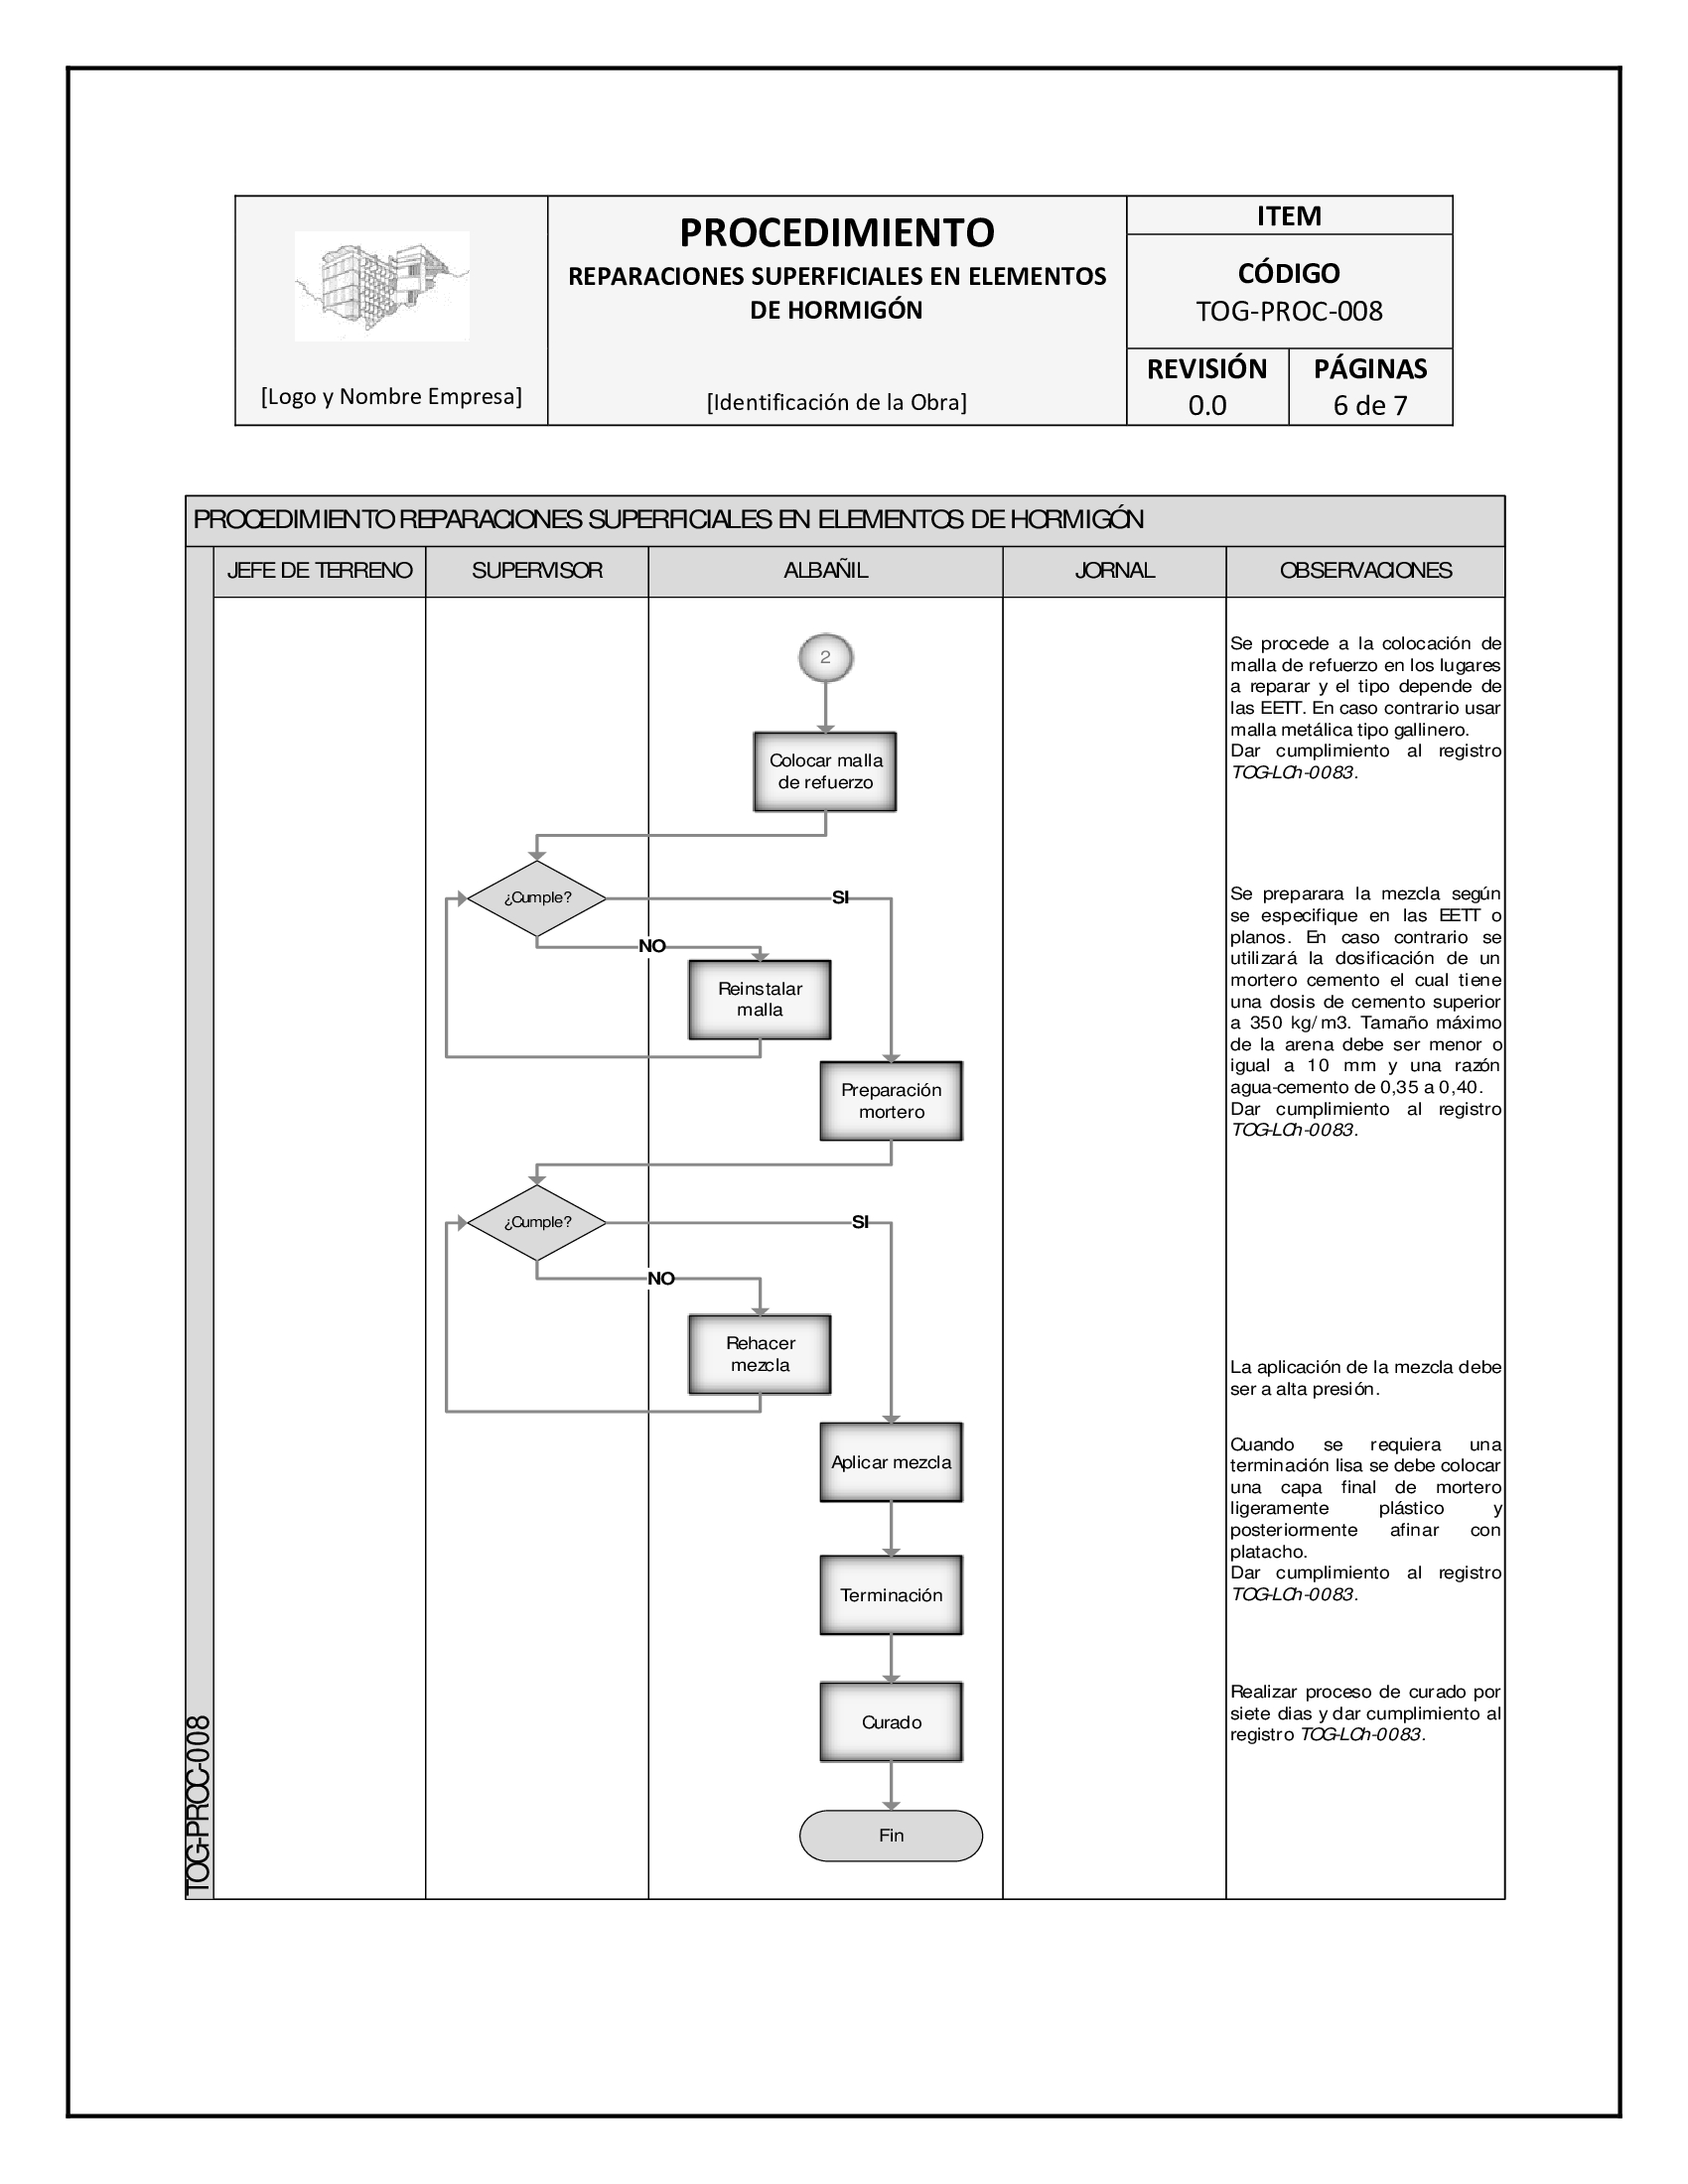 [Logo y Nombre Empresa]
PROCEDIMIENTO
REPARACIONES SUPERFICIALES EN ELEMENTOS
DE HORMIGÓN
[Identificación de la Obra]
ITEM
CÓDIGO
TOG-PROC-008
REVISIÓN
0.0
PÁGINAS
6 de 7
PROCEDIMIENTO REPARACIONES SUPERFICIALES EN ELEMENTOS DE HORMIGÓN
JEFE DE TERRENO
SUPERVISOR
ALBAÑIL
JORNAL
OBSERVACIONES
TOG-PROC-008
2
Colocar malla
de refuerzo
¿Cumple?
SI
NO
Reinstalar
malla
Preparación
mortero
¿Cumple?
SI
NO
Rehacer
mezcla
Aplicar mezcla
Terminación
Curado
Fin
Se procede a la colocación de
malla de refuerzo en los lugares
a reparar y el tipo depende de
las EETT. En caso contrario usar
malla metálica tipo gallinero.
Dar cumplimiento al registro
TOG-LCh-0083.
Se preparara la mezcla según
se especifique en las EETT o
planos. En caso contrario se
utilizará la dosificación de un
mortero cemento el cual tiene
una dosis de cemento superior
a 350 kg/m3. Tamaño máximo
de la arena debe ser menor o
igual a 10 mm y una razón
agua-cemento de 0,35 a 0,40.
Dar cumplimiento al registro
TOG-LCh-0083.
La aplicación de la mezcla debe
ser a alta presión.
Cuando se requiera una
terminación lisa se debe colocar
una capa final de mortero
ligeramente plástico y
posteriormente afinar con
platacho.
Dar cumplimiento al registro
TOG-LCh-0083.
Realizar proceso de curado por
siete dias y dar cumplimiento al
registro TOG-LCh-0083.